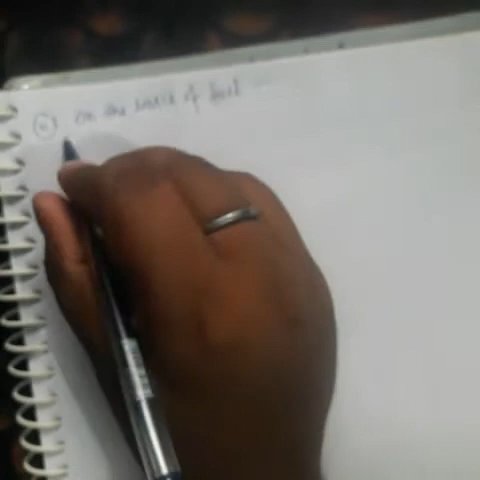 on the basis of fuel